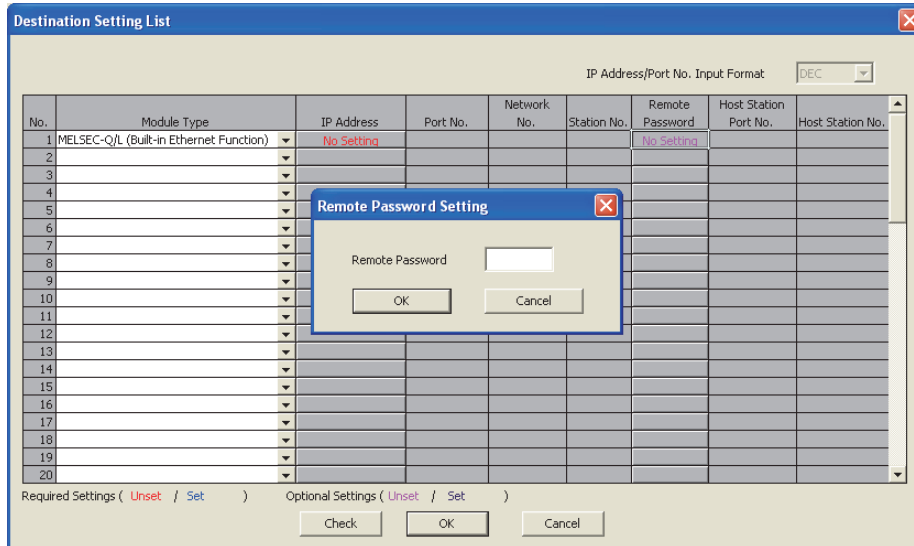 Destination Setting List
IP Address/Port No. Input Format DEC
No. Module Type IP Address Port No. Network No. Station No. Remote Password Host Station Port No. Host Station No.
1 MELSEC-Q/L (Built-in Ethernet Function) No Setting No Setting
2
3
4
5
6
7
8
9
10
11
12
13
14
15
16
17
18
19
20
Remote Password Setting
Remote Password
OK Cancel
Required Settings ( Unset / Set ) Optional Settings ( Unset / Set )
Check OK Cancel